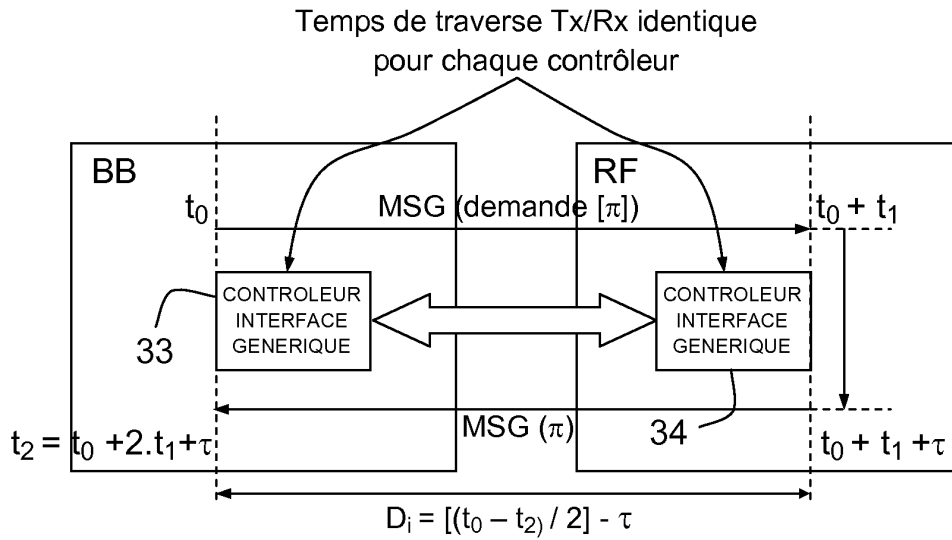 Temps de traverse Tx/Rx identique
pour chaque contrôleur
BB
RF
t₀
MSG (demande [π])
t₀ + t₁
CONTROLEUR
INTERFACE
GENERIQUE
CONTROLEUR
INTERFACE
GENERIQUE
33
34
MSG (π)
t₂ = t₀ +2.t₁+τ
t₀ + t₁ +τ
Dᵢ = [(t₀ – t₂) / 2] - τ